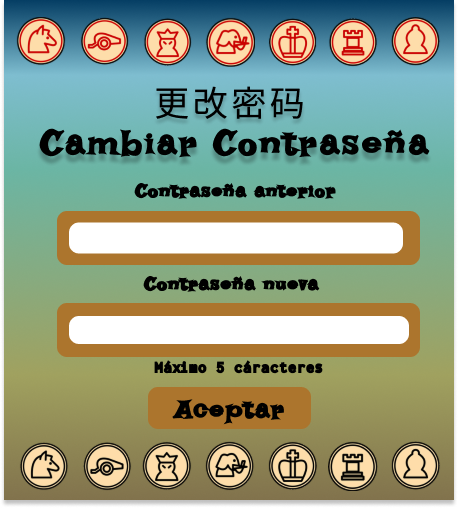 更改密码
Cambiar Contraseña
Contraseña anterior
Contraseña nueva
Máximo 5 cáracteres
Aceptar